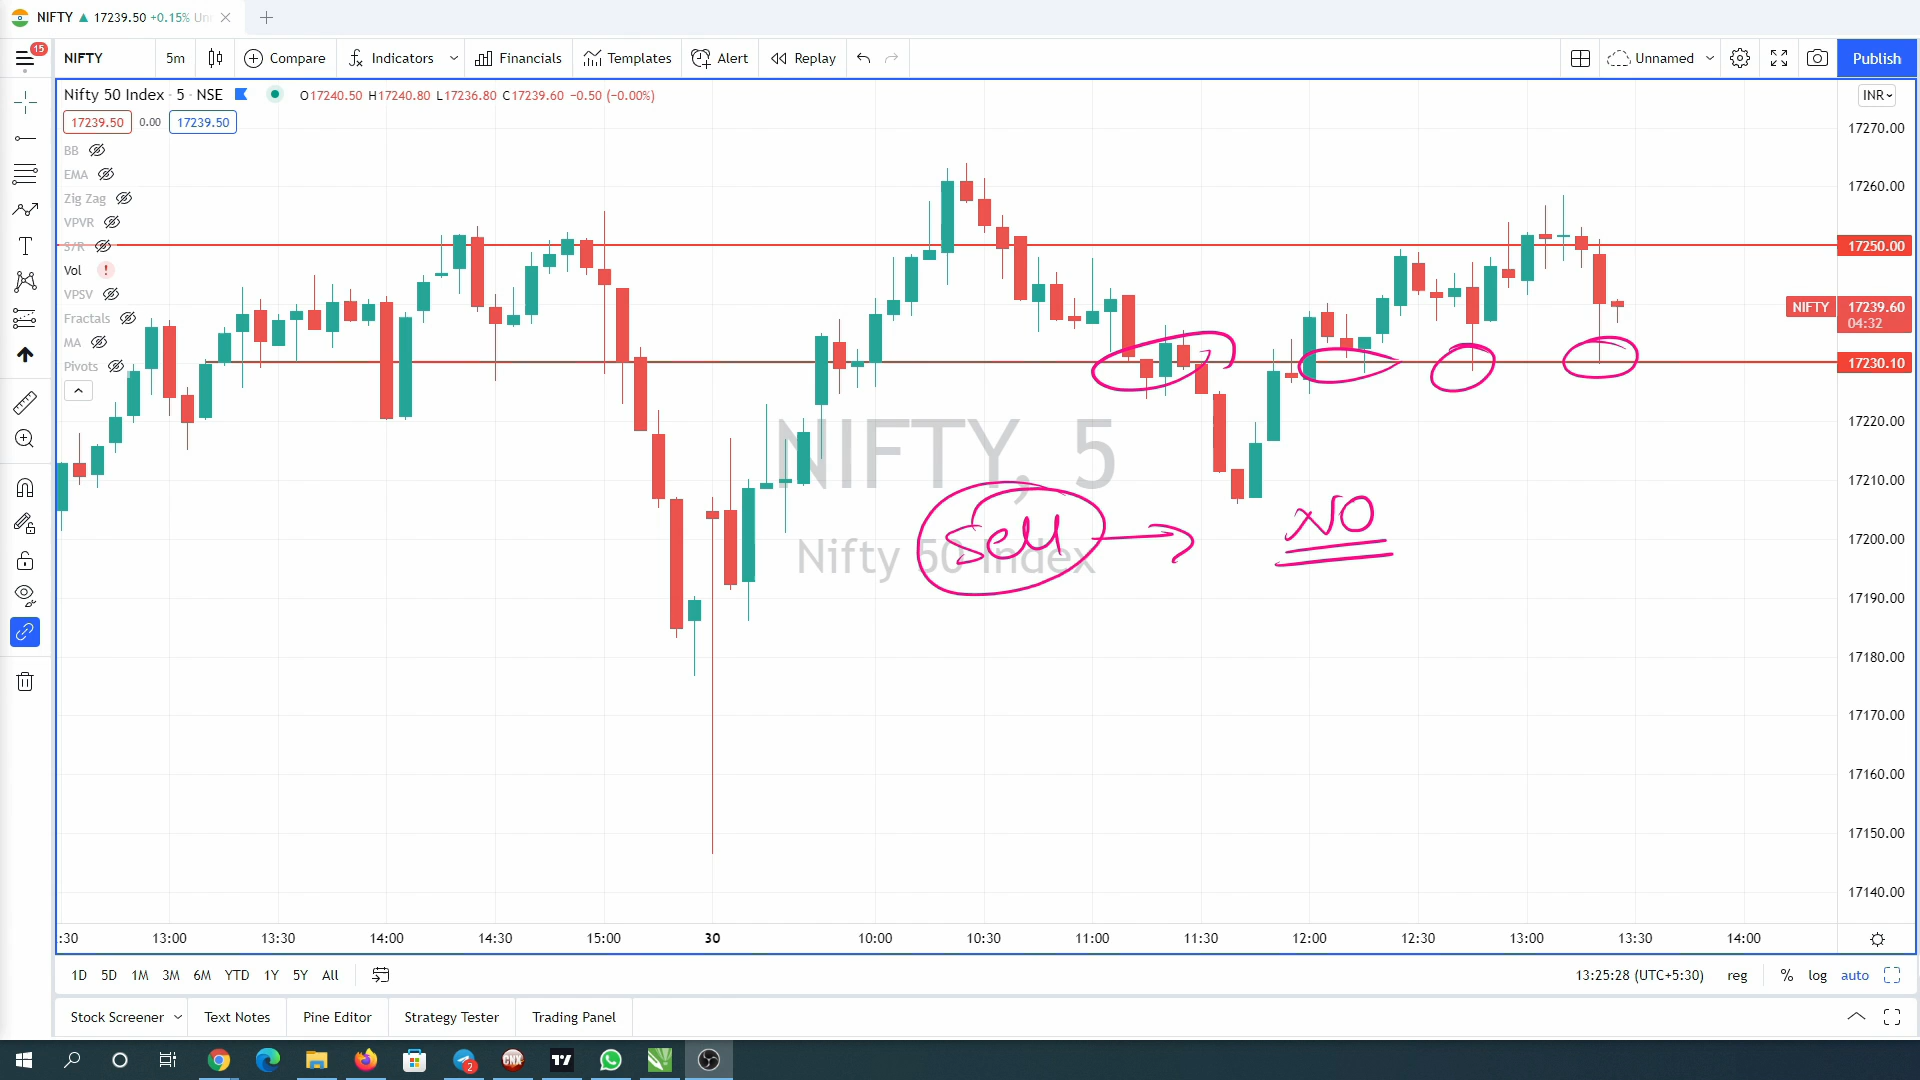 NIFTY ▲ 17239.50 +0.15% Un
15
NIFTY 5m Compare Indicators Financials Templates Alert Replay Unnamed Publish
Nifty 50 Index · 5 · NSE O17240.50 H17240.80 L17236.80 C17239.60 −0.50 (−0.00%)
INR
17239.50 0.00 17239.50
BB
EMA
Zig Zag
VPVR
S/R
Vol !
VPSV
Fractals
MA
Pivots
17270.00
17260.00
17250.00
NIFTY 17239.60
04:32
17230.10
17220.00
17210.00
17200.00
17190.00
17180.00
17170.00
17160.00
17150.00
17140.00
NIFTY, 5
Nifty 50 Index
Sell
NO
:30 13:00 13:30 14:00 14:30 15:00 30 10:00 10:30 11:00 11:30 12:00 12:30 13:00 13:30 14:00
1D 5D 1M 3M 6M YTD 1Y 5Y All 13:25:28 (UTC+5:30) reg % log auto
Stock Screener Text Notes Pine Editor Strategy Tester Trading Panel
2 CNX